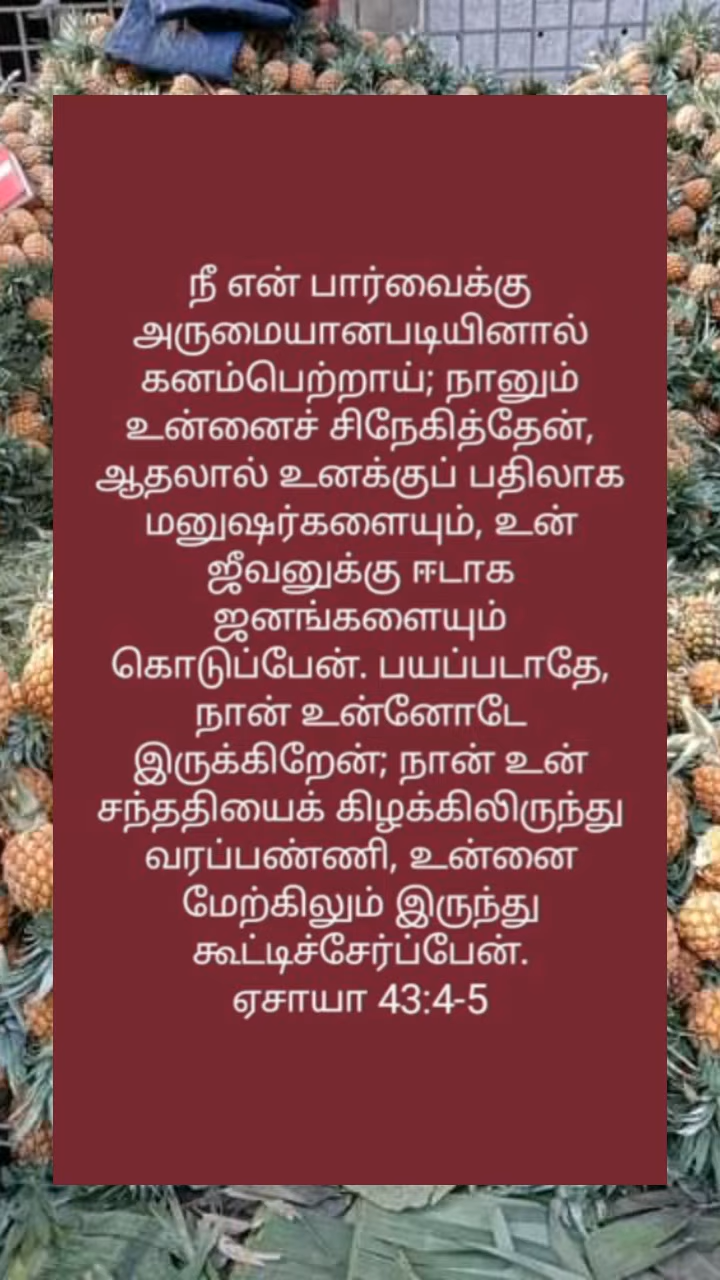 நீ என் பார்வைக்கு
அருமையானபடியினால்
கனம்பெற்றாய்; நானும்
உன்னைச் சிநேகித்தேன்,
ஆதலால் உனக்குப் பதிலாக
மனுஷர்களையும், உன்
ஜீவனுக்கு ஈடாக
ஜனங்களையும்
கொடுப்பேன். பயப்படாதே,
நான் உன்னோடே
இருக்கிறேன்; நான் உன்
சந்ததியைக் கிழக்கிலிருந்து
வரப்பண்ணி, உன்னை
மேற்கிலும் இருந்து
கூட்டிச்சேர்ப்பேன்.
ஏசாயா 43:4-5